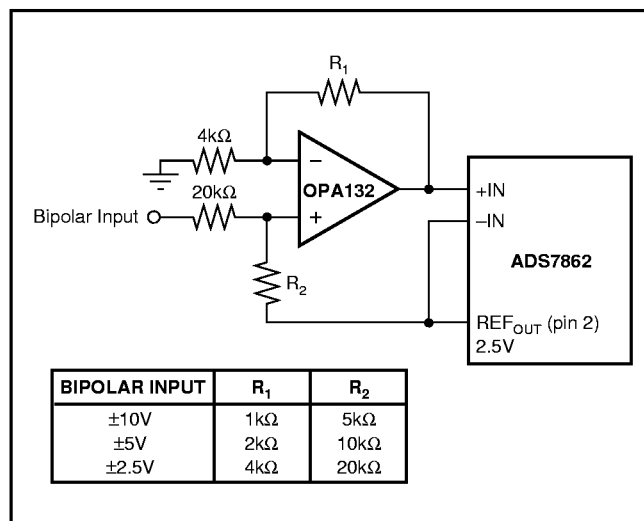 R1
4kΩ
20kΩ
OPA132
–
+
Bipolar Input
R2
+IN
–IN
ADS7862
REFOUT (pin 2)
2.5V
BIPOLAR INPUT R1 R2
±10V 1kΩ 5kΩ
±5V 2kΩ 10kΩ
±2.5V 4kΩ 20kΩ